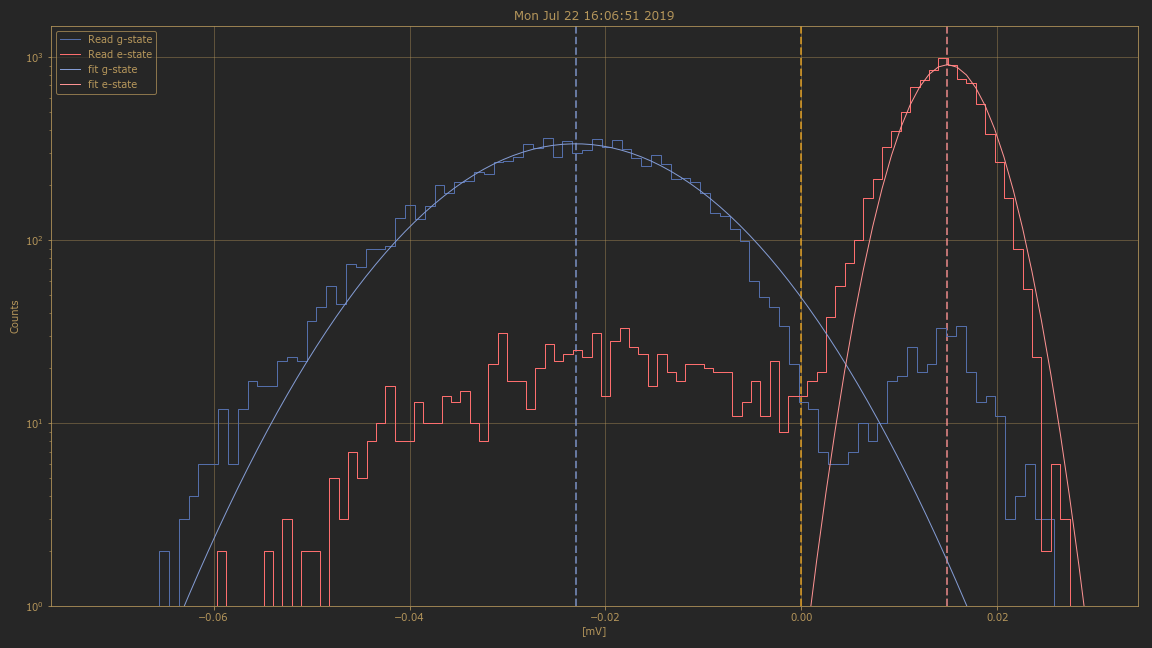 Mon Jul 22 16:06:51 2019
Read g-state
Read e-state
fit g-state
fit e-state
10³
10²
10¹
10⁰
Counts
−0.06 −0.04 −0.02 0.00 0.02
[mV]